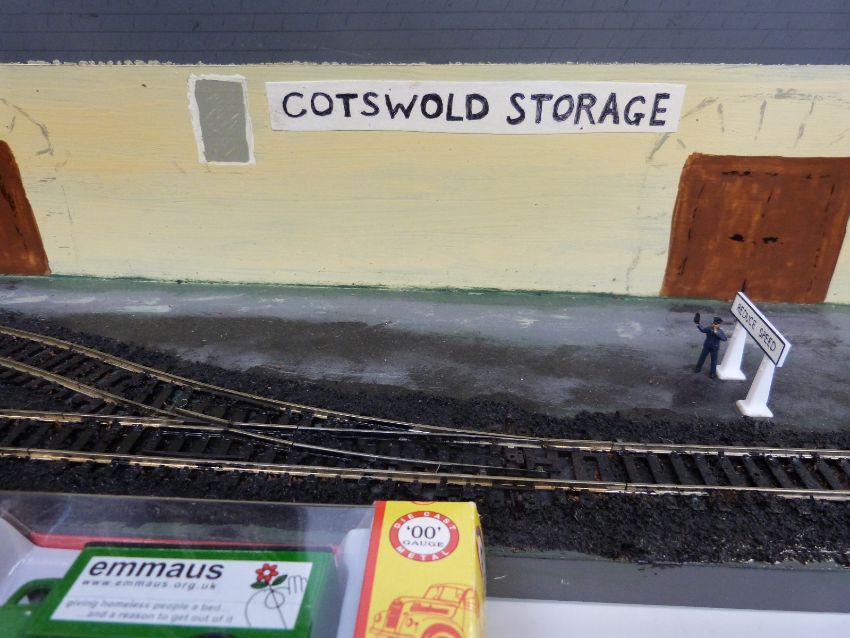 COTSWOLD STORAGE
REDUCE SPEED
DIE CAST
'OO'
GAUGE
METAL
emmaus
www.emmaus.org.uk
giving homeless people a bed...
...and a reason to get out of it